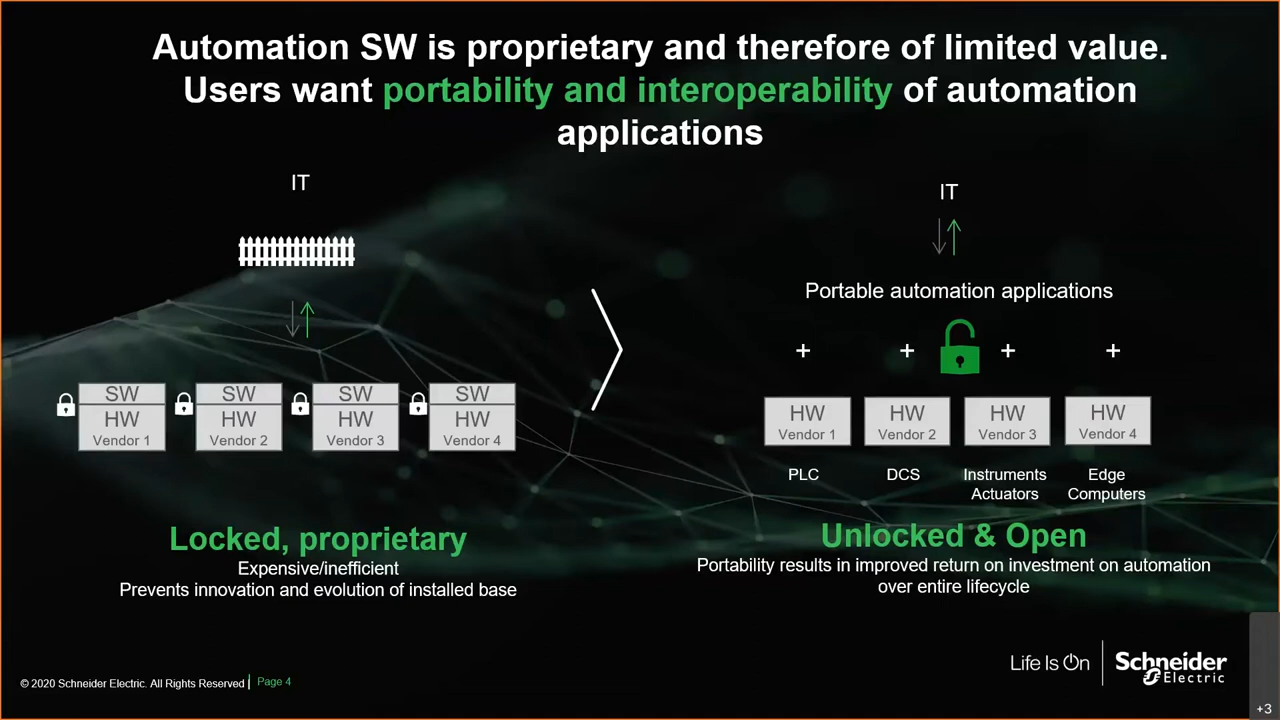 Automation SW is proprietary and therefore of limited value.
Users want portability and interoperability of automation
applications
IT
SW
HW
Vendor 1
SW
HW
Vendor 2
SW
HW
Vendor 3
SW
HW
Vendor 4
Locked, proprietary
Expensive/inefficient
Prevents innovation and evolution of installed base
IT
Portable automation applications
+ + + +
HW
Vendor 1
PLC
HW
Vendor 2
DCS
HW
Vendor 3
Instruments
Actuators
HW
Vendor 4
Edge
Computers
Unlocked & Open
Portability results in improved return on investment on automation
over entire lifecycle
© 2020 Schneider Electric. All Rights Reserved | Page 4
Life Is On | Schneider
Electric
+3